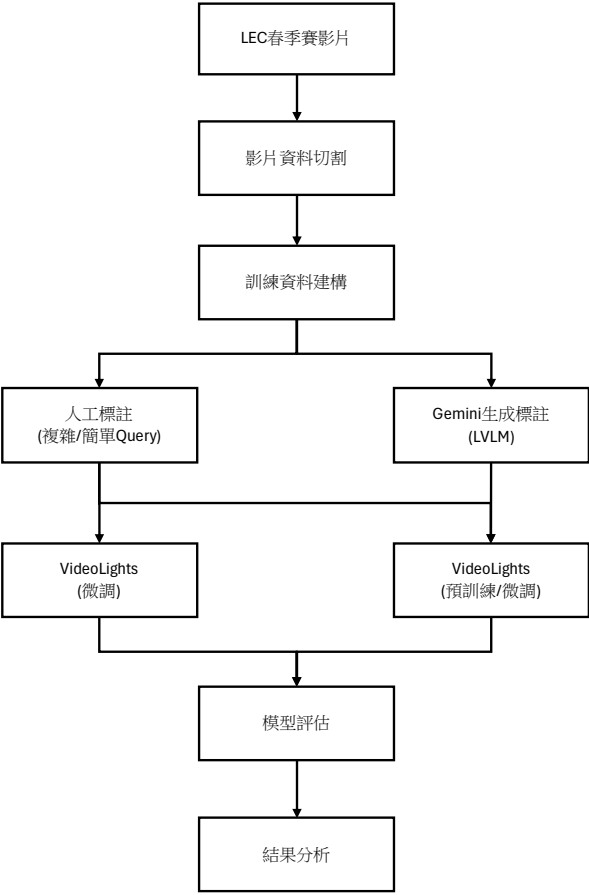 LEC春季賽影片
影片資料切割
訓練資料建構
人工標註
(複雜/簡單Query)
Gemini生成標註
(LVLM)
VideoLights
(微調)
VideoLights
(預訓練/微調)
模型評估
結果分析